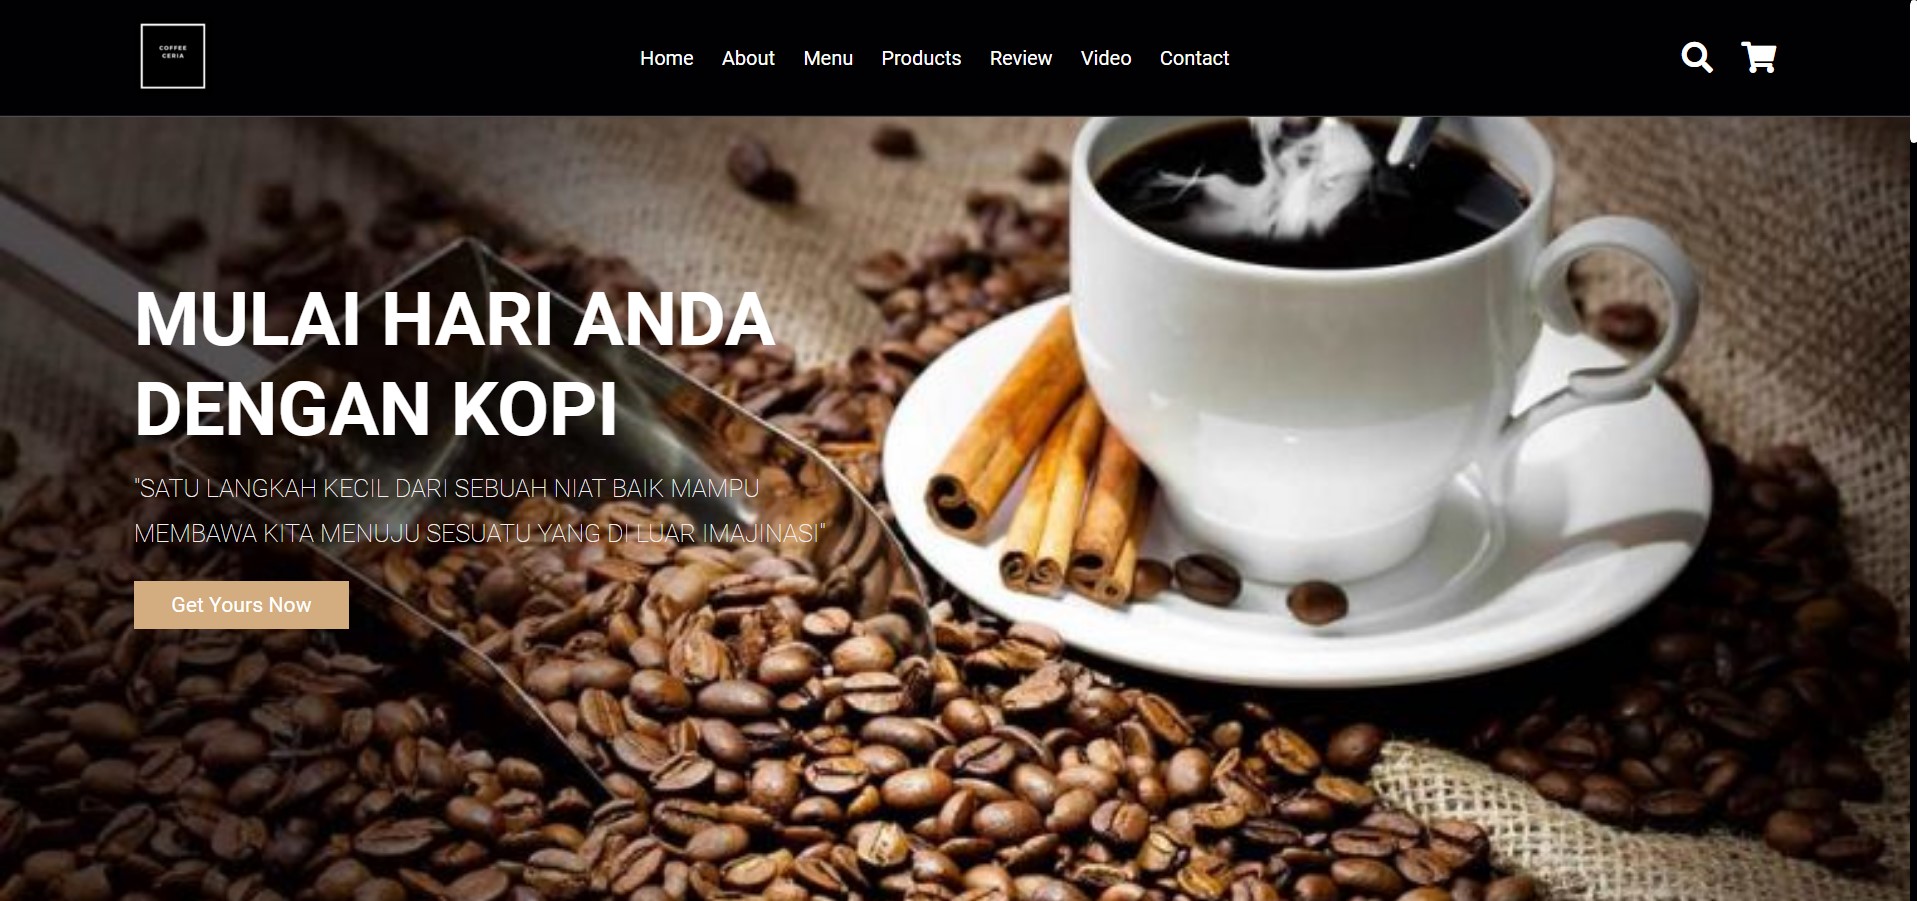 COFFEE
CERIA
Home About Menu Products Review Video Contact
MULAI HARI ANDA
DENGAN KOPI
"SATU LANGKAH KECIL DARI SEBUAH NIAT BAIK MAMPU
MEMBAWA KITA MENUJU SESUATU YANG DI LUAR IMAJINASI"
Get Yours Now